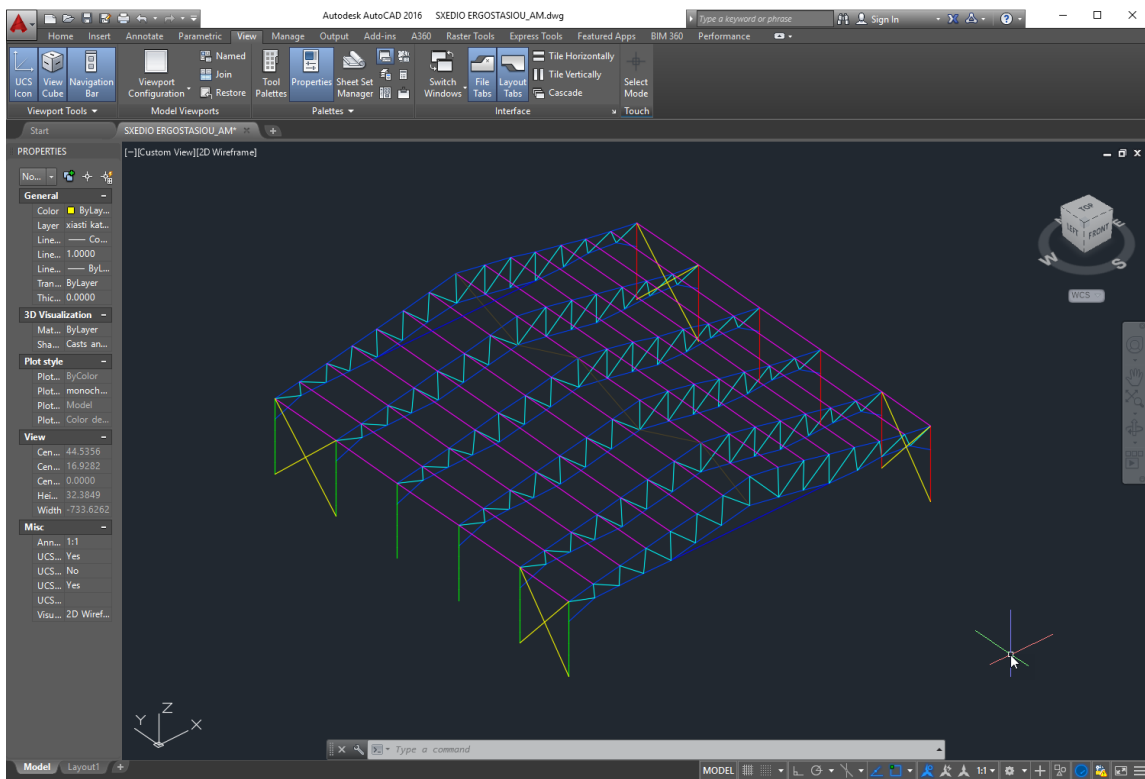 Autodesk AutoCAD 2016 SXEDIO ERGOSTASIOU_AM.dwg
Type a keyword or phrase
Sign In
Home Insert Annotate Parametric View Manage Output Add-ins A360 Raster Tools Express Tools Featured Apps BIM 360 Performance
UCS Icon
View Cube
Navigation Bar
Viewport Configuration
Named
Join
Restore
Tool Palettes
Properties
Sheet Set Manager
Switch Windows
File Tabs
Layout Tabs
Tile Horizontally
Tile Vertically
Cascade
Select Mode
Viewport Tools Model Viewports Palettes Interface Touch
Start SXEDIO ERGOSTASIOU_AM*
PROPERTIES
[−][Custom View][2D Wireframe]
No...
General
Color ByLay...
Layer xiasti kat...
Line... Co...
Line... 1.0000
Line... ByL...
Tran... ByLayer
Thic... 0.0000
3D Visualization
Mat... ByLayer
Sha... Casts an...
Plot style
Plot... ByColor
Plot... monoch...
Plot... Model
Plot... Color de...
View
Cen... 44.5356
Cen... 16.9282
Cen... 0.0000
Hei... 32.3849
Width -733.6262
Misc
Ann... 1:1
UCS... Yes
UCS... No
UCS... Yes
UCS...
Visu... 2D Wiref...
TOP
LEFT FRONT
W S E
WCS
Z
Y X
Type a command
Model Layout1 +
MODEL 1:1